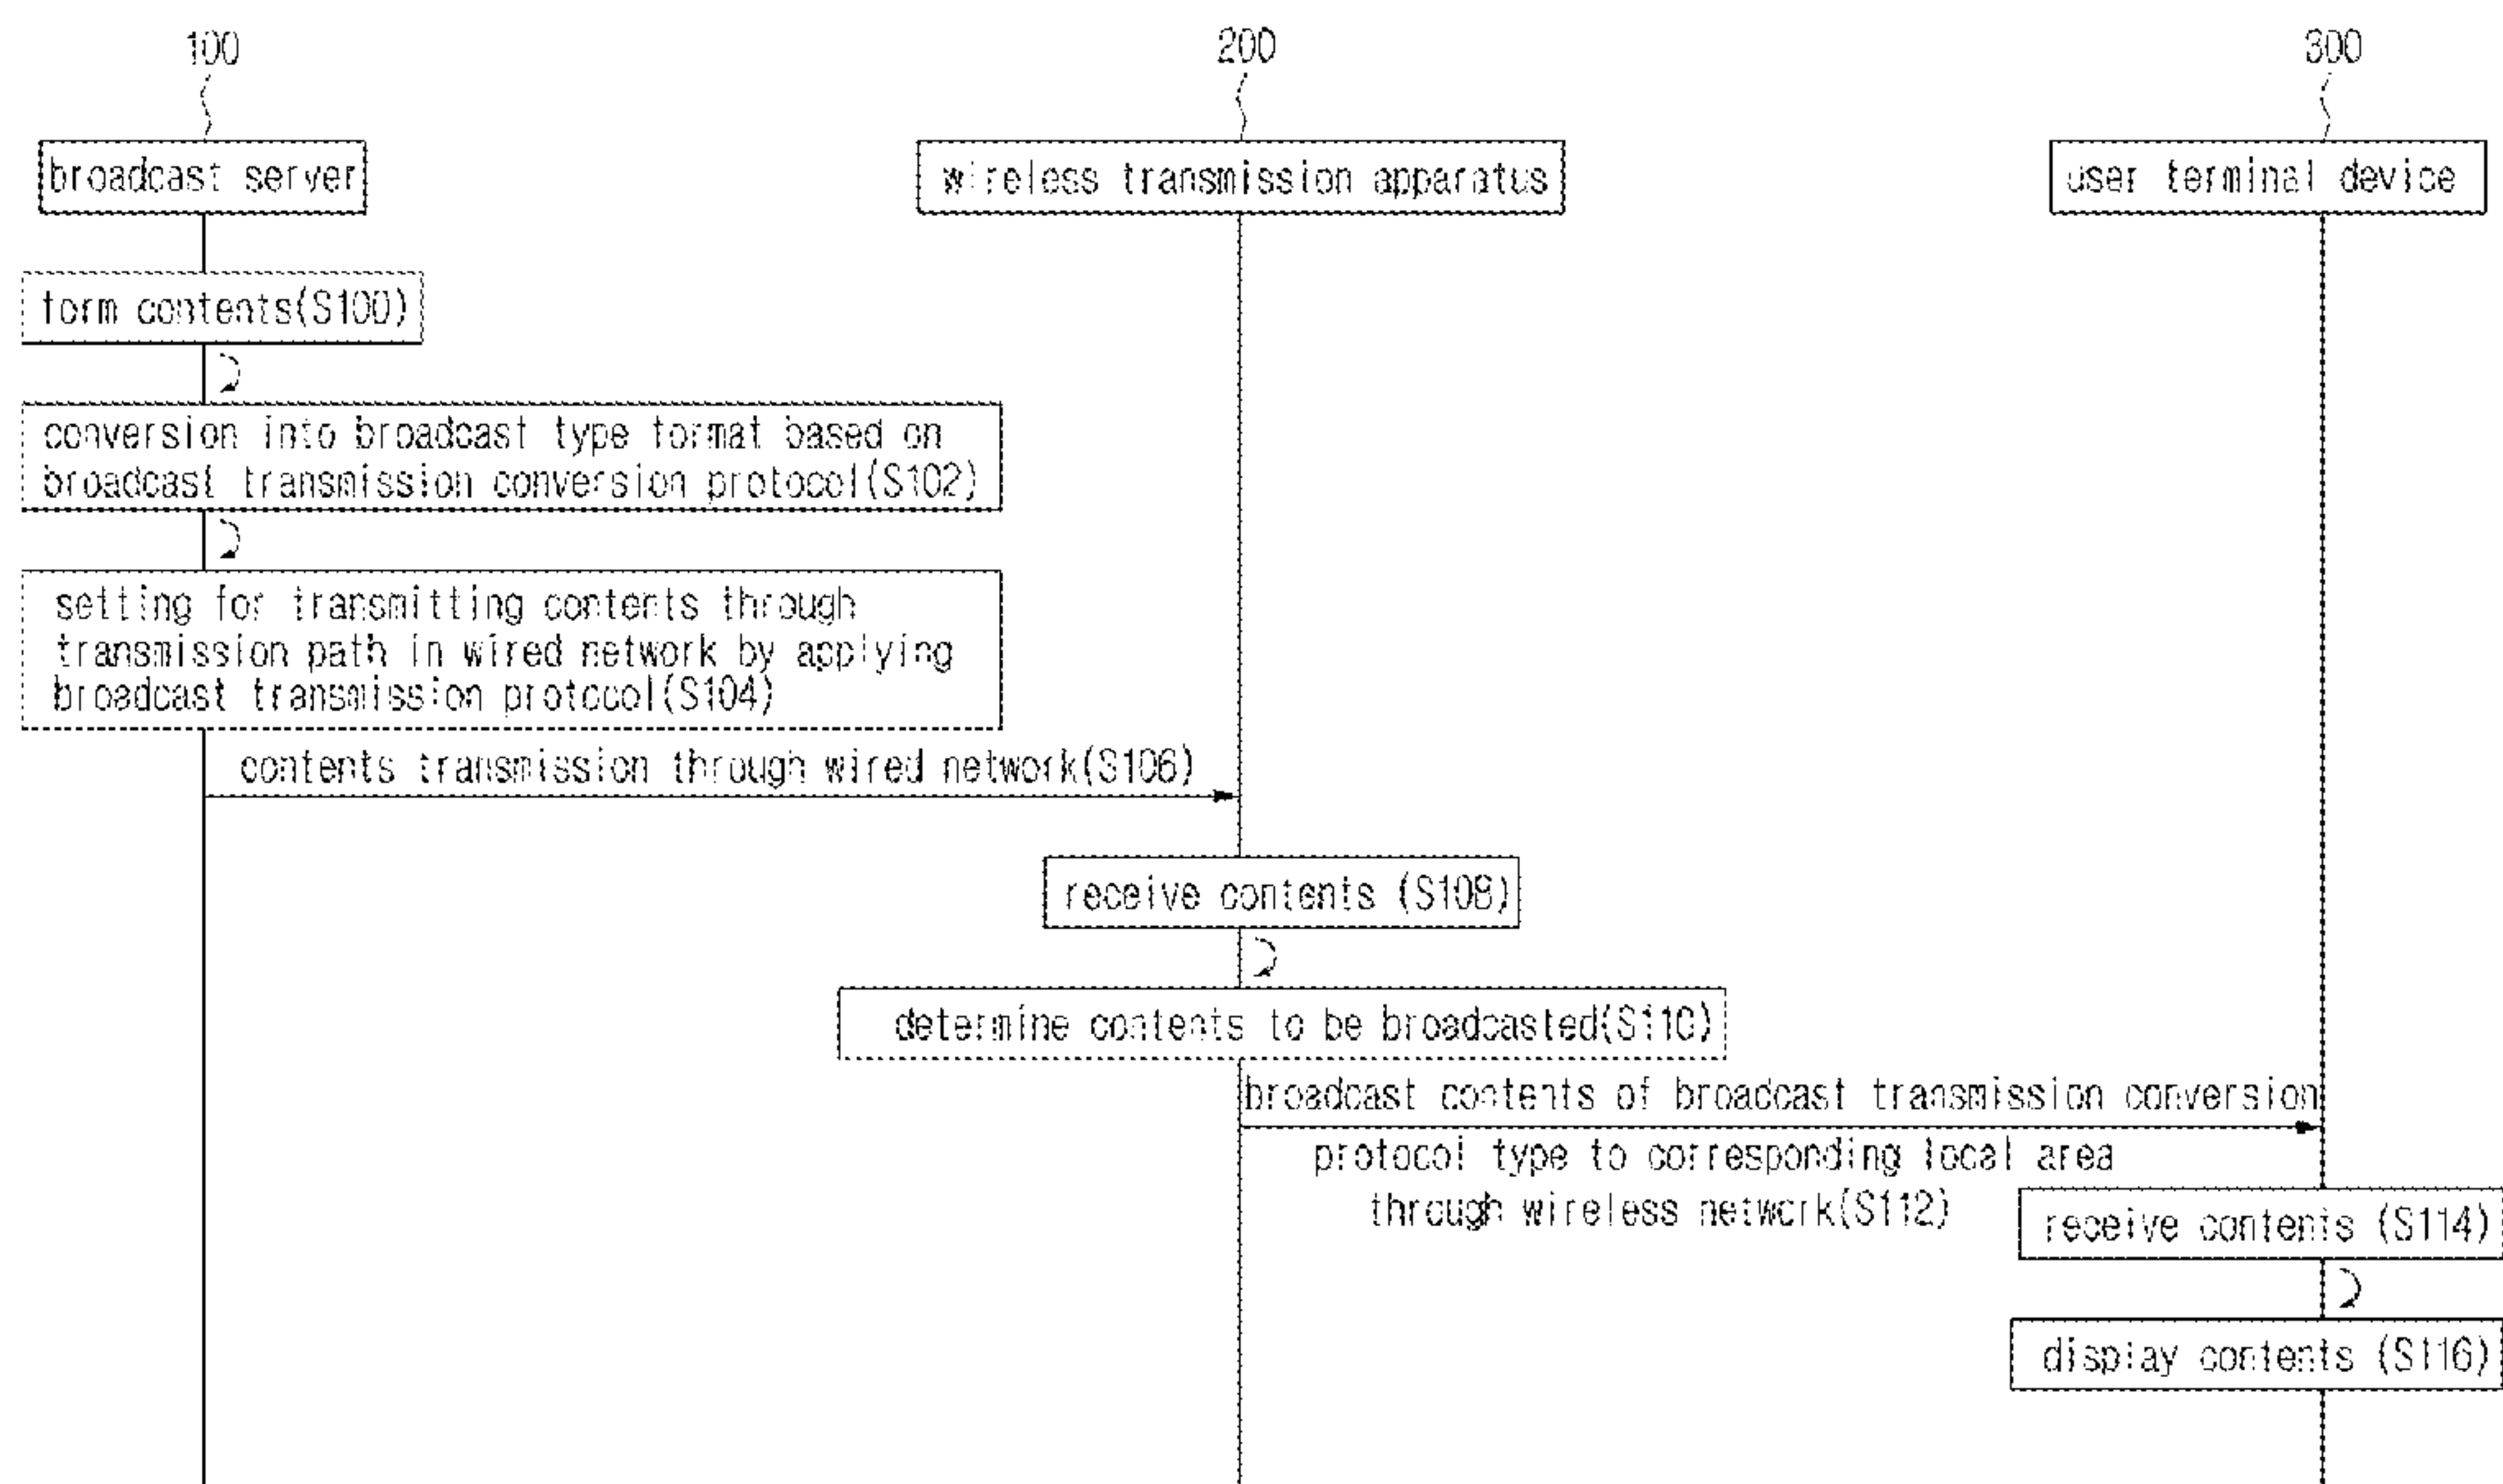 100
200
300
broadcast server
wireless transmission apparatus
user terminal device
form contents(S100)
conversion into broadcast type format based on
broadcast transmission conversion protocol(S102)
setting for transmitting contents through
transmission path in wired network by applying
broadcast transmission protocol(S104)
contents transmission through wired network(S106)
receive contents (S108)
determine contents to be broadcasted(S110)
broadcast contents of broadcast transmission conversion
protocol type to corresponding local area
through wireless network(S112)
receive contents (S114)
display contents (S116)